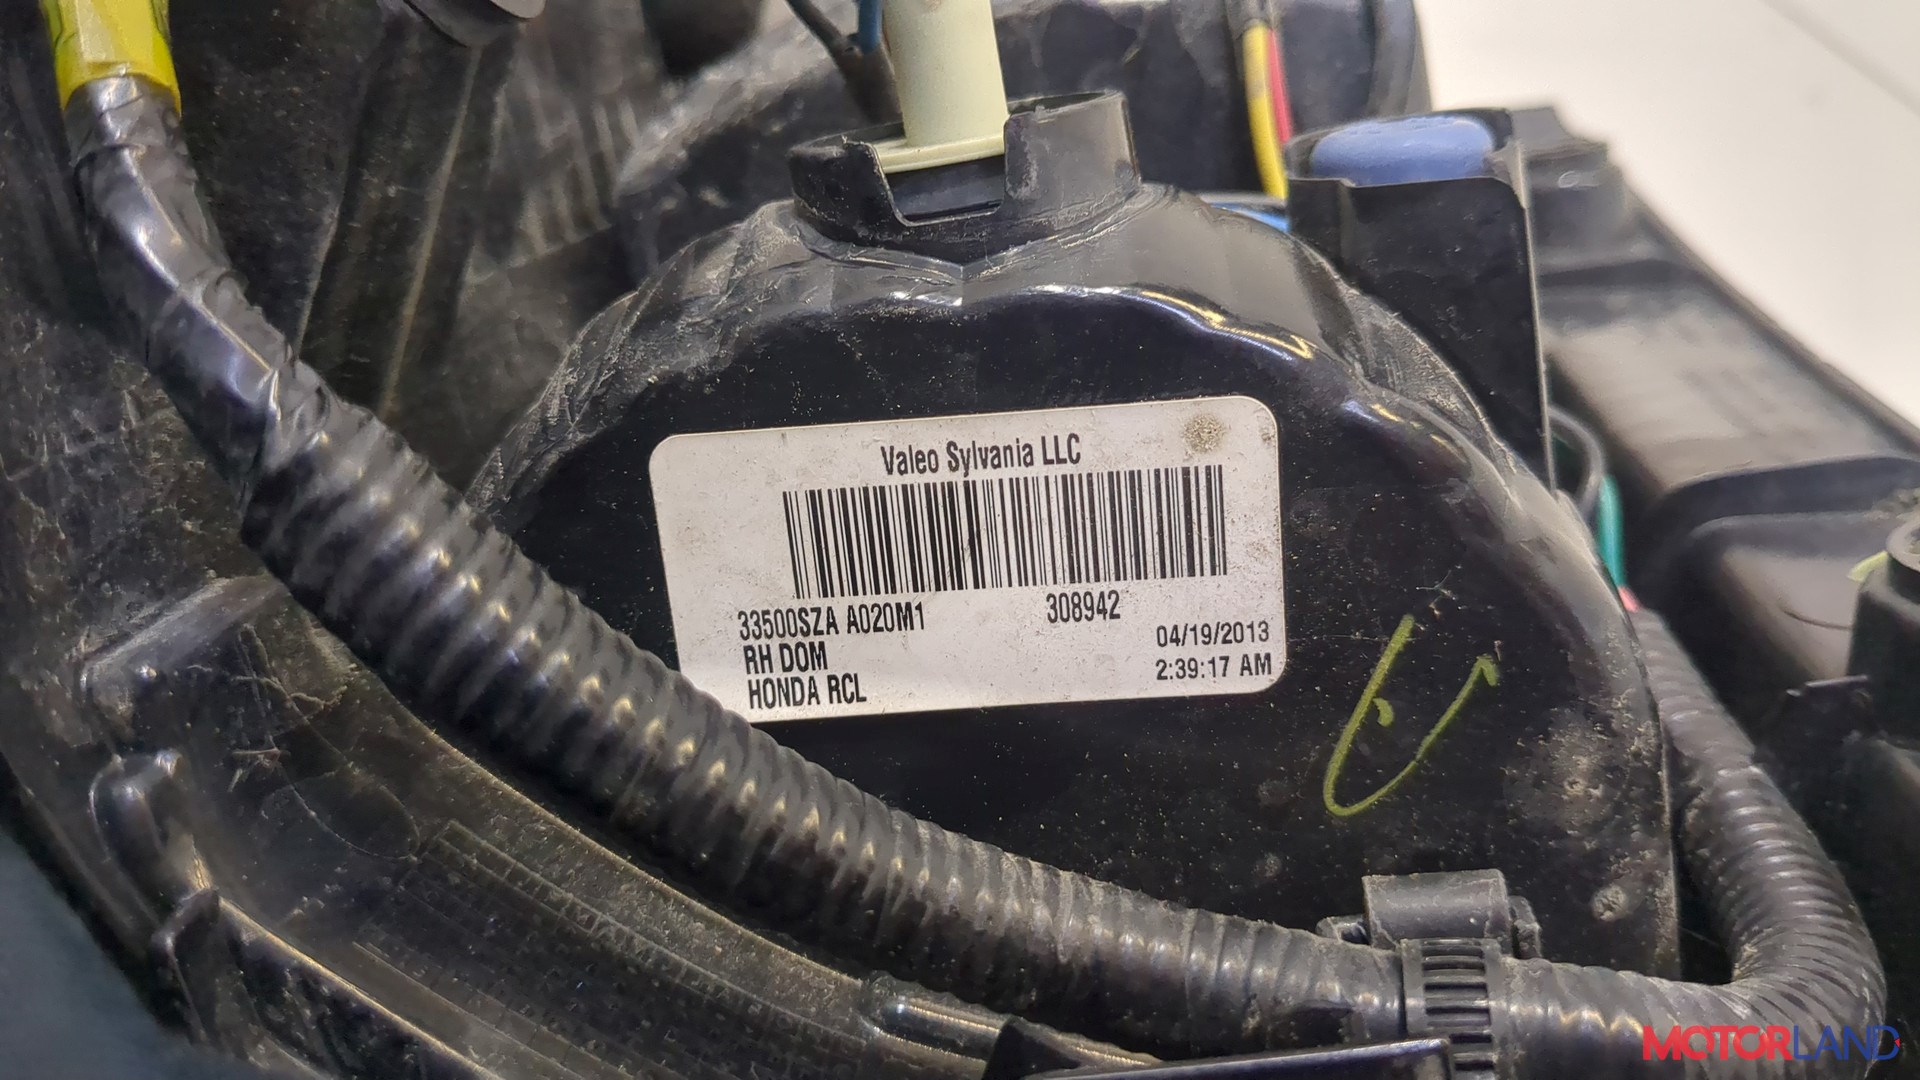 Valeo Sylvania LLC
33500SZA A020M1 308942
RH DOM 04/19/2013
HONDA RCL 2:39:17 AM
MOTORLAND